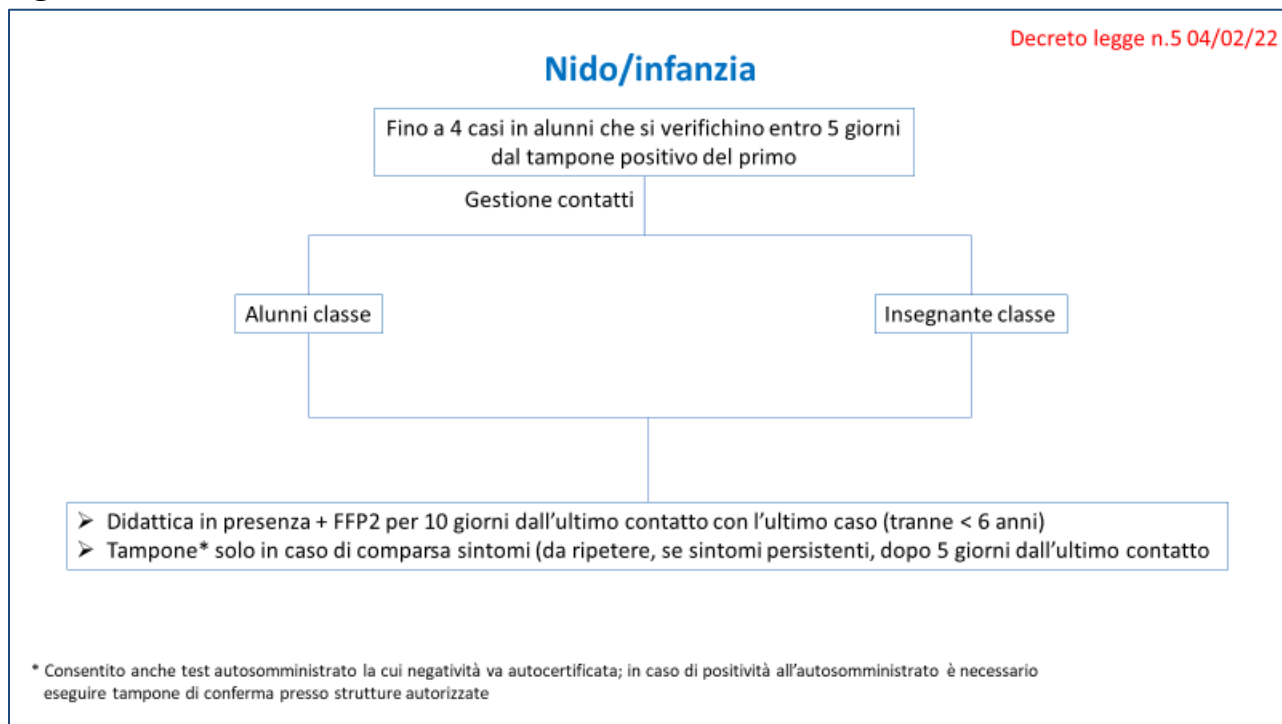 Decreto legge n.5 04/02/22
Nido/infanzia
Fino a 4 casi in alunni che si verifichino entro 5 giorni
dal tampone positivo del primo
Gestione contatti
Alunni classe
Insegnante classe
➢ Didattica in presenza + FFP2 per 10 giorni dall'ultimo contatto con l'ultimo caso (tranne < 6 anni)
➢ Tampone* solo in caso di comparsa sintomi (da ripetere, se sintomi persistenti, dopo 5 giorni dall'ultimo contatto
* Consentito anche test autosomministrato la cui negatività va autocertificata; in caso di positività all'autosomministrato è necessario
eseguire tampone di conferma presso strutture autorizzate